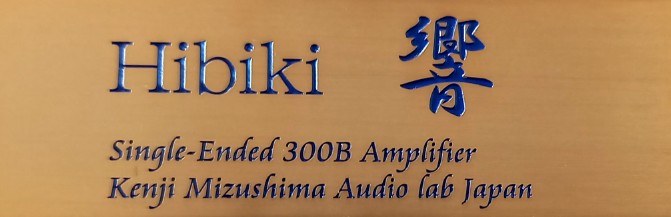 Hibiki 響
Single-Ended 300B Amplifier
Kenji Mizushima Audio lab Japan